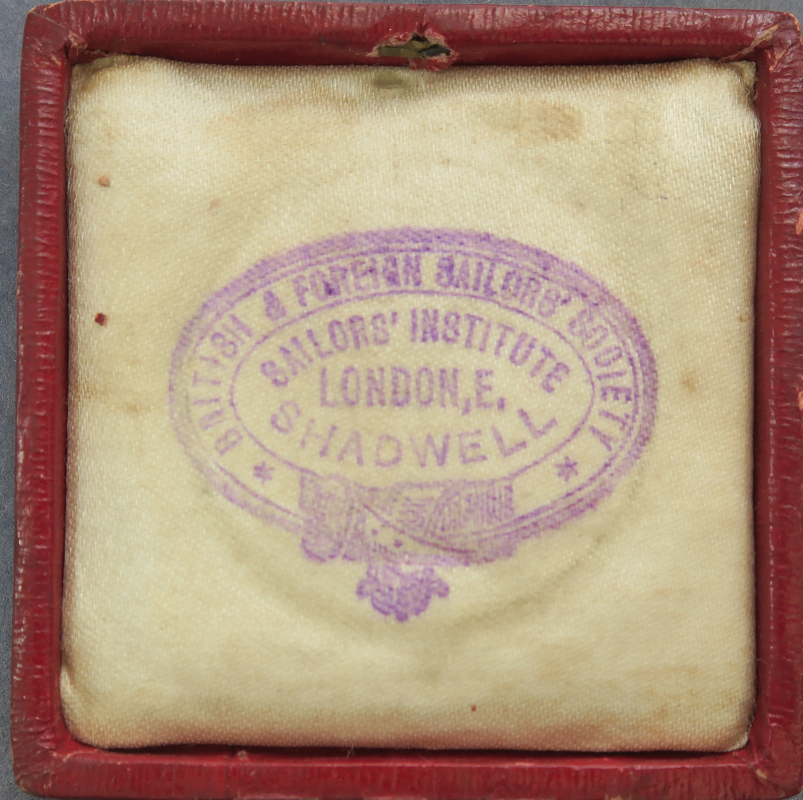 BRITISH & FOREIGN SAILORS' SOCIETY
SAILORS' INSTITUTE
LONDON, E.
SHADWELL